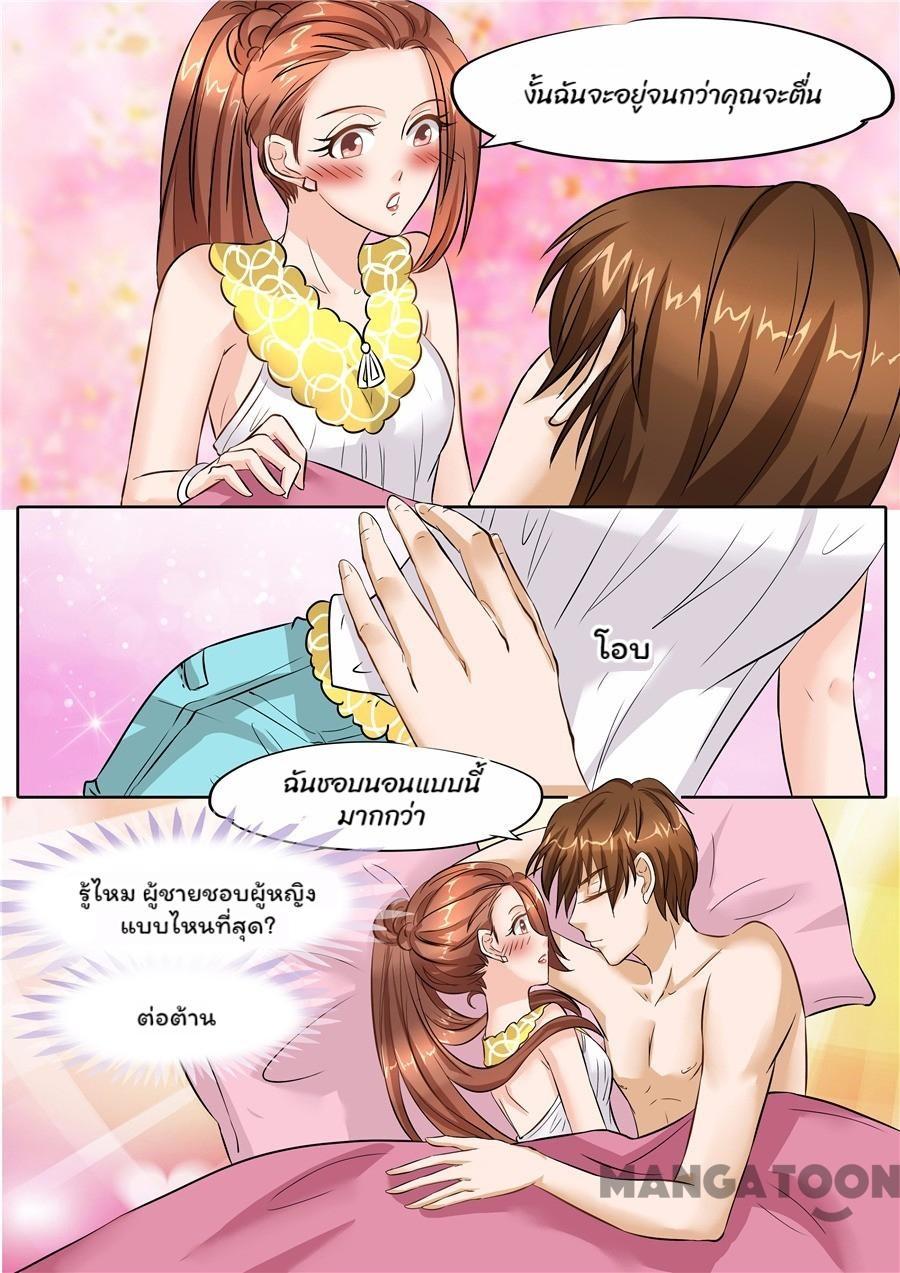 งั้นฉันจะอยู่จนกว่าคุณจะตื่น
โอบ
ฉันชอบนอนแบบนี้
มากกว่า
รู้ไหม ผู้ชายชอบผู้หญิง
แบบไหนที่สุด?
ต่อต้าน
MANGATOON